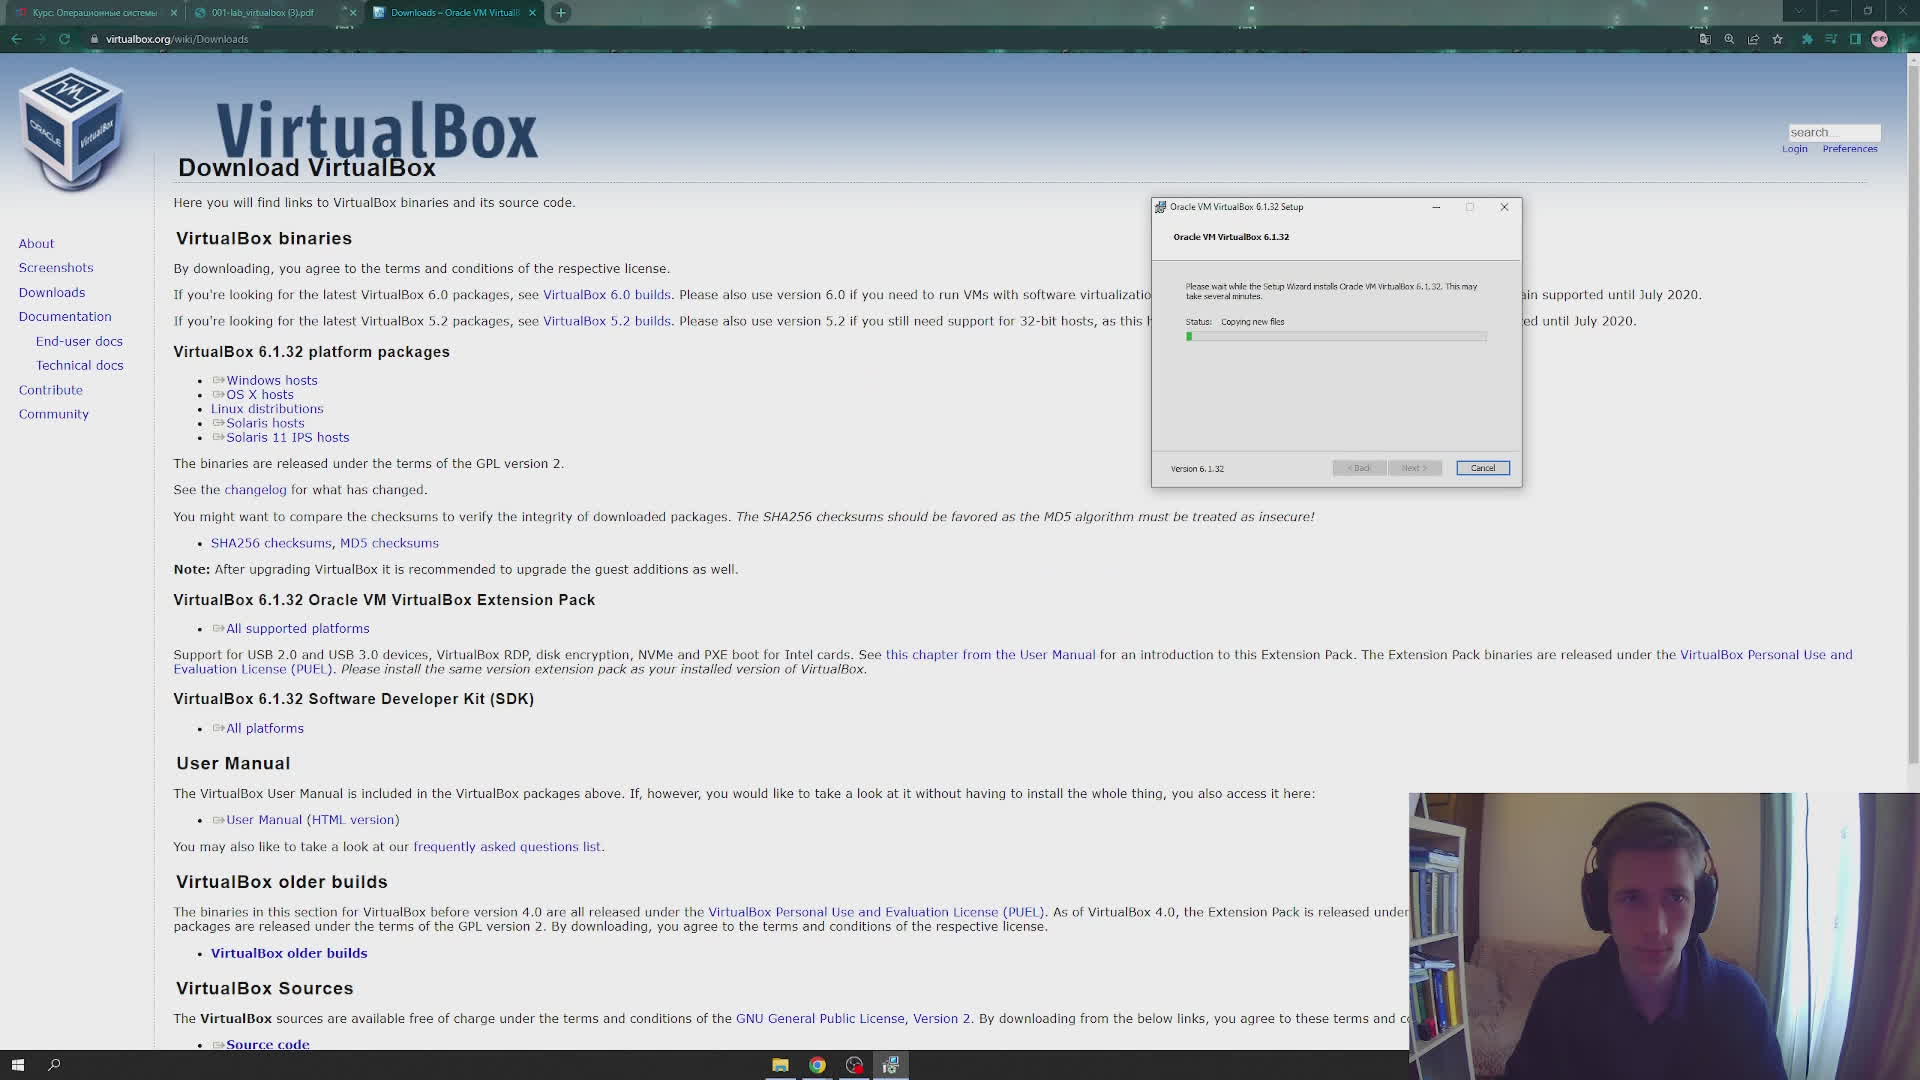 Курс: Операционные системы
001-lab_virtualbox (3).pdf
Downloads – Oracle VM VirtualB
virtualbox.org/wiki/Downloads
ORACLE
VirtualBox
VirtualBox
search...
Login Preferences
Download VirtualBox
Here you will find links to VirtualBox binaries and its source code.
About
Screenshots
Downloads
Documentation
End-user docs
Technical docs
Contribute
Community
VirtualBox binaries
By downloading, you agree to the terms and conditions of the respective license.
If you're looking for the latest VirtualBox 6.0 packages, see VirtualBox 6.0 builds. Please also use version 6.0 if you need to run VMs with software virtualizatio ain supported until July 2020.
If you're looking for the latest VirtualBox 5.2 packages, see VirtualBox 5.2 builds. Please also use version 5.2 if you still need support for 32-bit hosts, as this h ed until July 2020.
VirtualBox 6.1.32 platform packages
Windows hosts
OS X hosts
Linux distributions
Solaris hosts
Solaris 11 IPS hosts
The binaries are released under the terms of the GPL version 2.
See the changelog for what has changed.
You might want to compare the checksums to verify the integrity of downloaded packages. The SHA256 checksums should be favored as the MD5 algorithm must be treated as insecure!
SHA256 checksums, MD5 checksums
Note: After upgrading VirtualBox it is recommended to upgrade the guest additions as well.
VirtualBox 6.1.32 Oracle VM VirtualBox Extension Pack
All supported platforms
Support for USB 2.0 and USB 3.0 devices, VirtualBox RDP, disk encryption, NVMe and PXE boot for Intel cards. See this chapter from the User Manual for an introduction to this Extension Pack. The Extension Pack binaries are released under the VirtualBox Personal Use and
Evaluation License (PUEL). Please install the same version extension pack as your installed version of VirtualBox.
VirtualBox 6.1.32 Software Developer Kit (SDK)
All platforms
User Manual
The VirtualBox User Manual is included in the VirtualBox packages above. If, however, you would like to take a look at it without having to install the whole thing, you also access it here:
User Manual (HTML version)
You may also like to take a look at our frequently asked questions list.
VirtualBox older builds
The binaries in this section for VirtualBox before version 4.0 are all released under the VirtualBox Personal Use and Evaluation License (PUEL). As of VirtualBox 4.0, the Extension Pack is released under
packages are released under the terms of the GPL version 2. By downloading, you agree to the terms and conditions of the respective license.
VirtualBox older builds
VirtualBox Sources
The VirtualBox sources are available free of charge under the terms and conditions of the GNU General Public License, Version 2. By downloading from the below links, you agree to these terms and c
Source code
Oracle VM VirtualBox 6.1.32 Setup
Oracle VM VirtualBox 6.1.32
Please wait while the Setup Wizard installs Oracle VM VirtualBox 6.1.32. This may
take several minutes.
Status: Copying new files
Version 6.1.32
< Back Next > Cancel